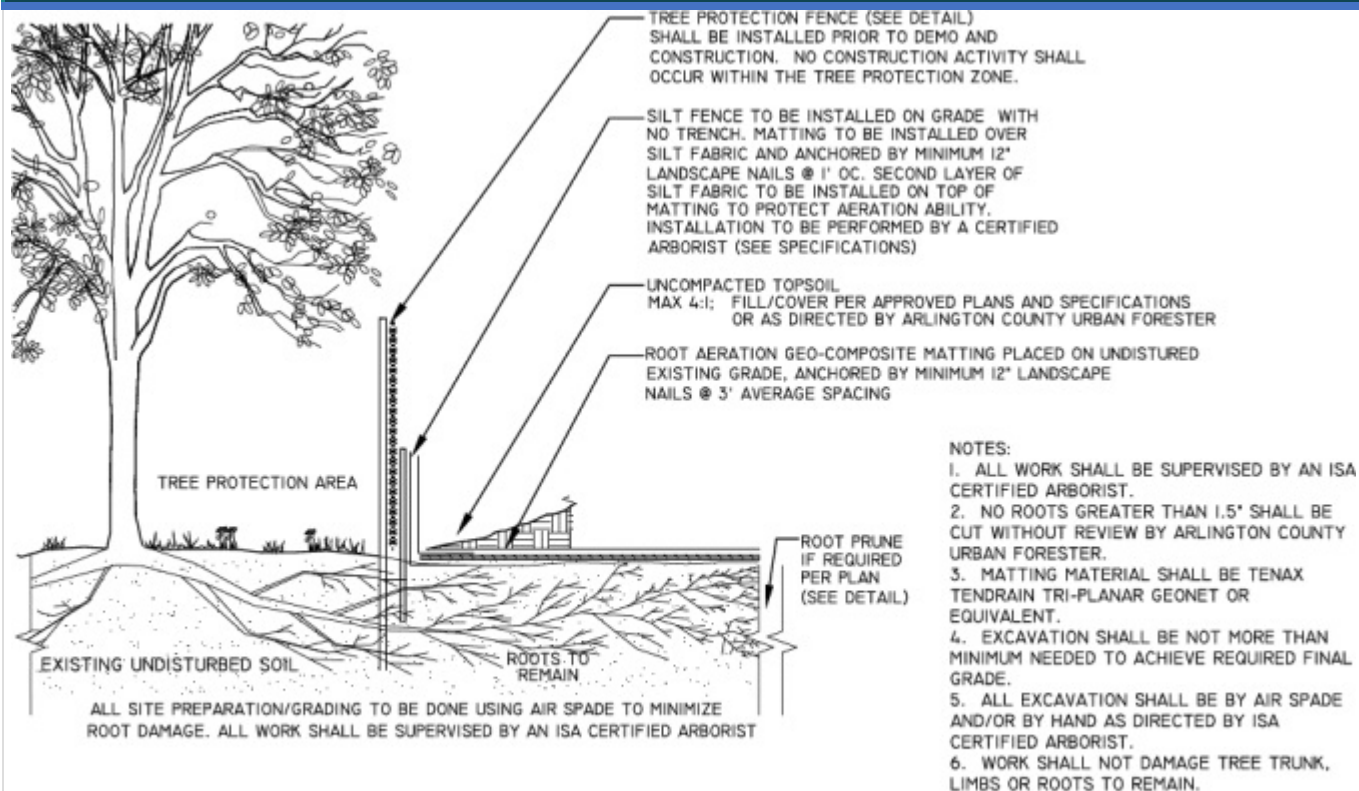 TREE PROTECTION FENCE (SEE DETAIL)
SHALL BE INSTALLED PRIOR TO DEMO AND
CONSTRUCTION. NO CONSTRUCTION ACTIVITY SHALL
OCCUR WITHIN THE TREE PROTECTION ZONE.
SILT FENCE TO BE INSTALLED ON GRADE WITH
NO TRENCH. MATTING TO BE INSTALLED OVER
SILT FABRIC AND ANCHORED BY MINIMUM 12"
LANDSCAPE NAILS @ 1' OC. SECOND LAYER OF
SILT FABRIC TO BE INSTALLED ON TOP OF
MATTING TO PROTECT AERATION ABILITY.
INSTALLATION TO BE PERFORMED BY A CERTIFIED
ARBORIST (SEE SPECIFICATIONS)
UNCOMPACTED TOPSOIL
MAX 4:1; FILL/COVER PER APPROVED PLANS AND SPECIFICATIONS
OR AS DIRECTED BY ARLINGTON COUNTY URBAN FORESTER
ROOT AERATION GEO-COMPOSITE MATTING PLACED ON UNDISTURED
EXISTING GRADE, ANCHORED BY MINIMUM 12" LANDSCAPE
NAILS @ 3' AVERAGE SPACING
TREE PROTECTION AREA
ROOT PRUNE
IF REQUIRED
PER PLAN
(SEE DETAIL)
EXISTING UNDISTURBED SOIL
ROOTS TO
REMAIN
ALL SITE PREPARATION/GRADING TO BE DONE USING AIR SPADE TO MINIMIZE
ROOT DAMAGE. ALL WORK SHALL BE SUPERVISED BY AN ISA CERTIFIED ARBORIST
NOTES:
1. ALL WORK SHALL BE SUPERVISED BY AN ISA
CERTIFIED ARBORIST.
2. NO ROOTS GREATER THAN 1.5" SHALL BE
CUT WITHOUT REVIEW BY ARLINGTON COUNTY
URBAN FORESTER.
3. MATTING MATERIAL SHALL BE TENAX
TENDRAIN TRI-PLANAR GEONET OR
EQUIVALENT.
4. EXCAVATION SHALL BE NOT MORE THAN
MINIMUM NEEDED TO ACHIEVE REQUIRED FINAL
GRADE.
5. ALL EXCAVATION SHALL BE BY AIR SPADE
AND/OR BY HAND AS DIRECTED BY ISA
CERTIFIED ARBORIST.
6. WORK SHALL NOT DAMAGE TREE TRUNK,
LIMBS OR ROOTS TO REMAIN.